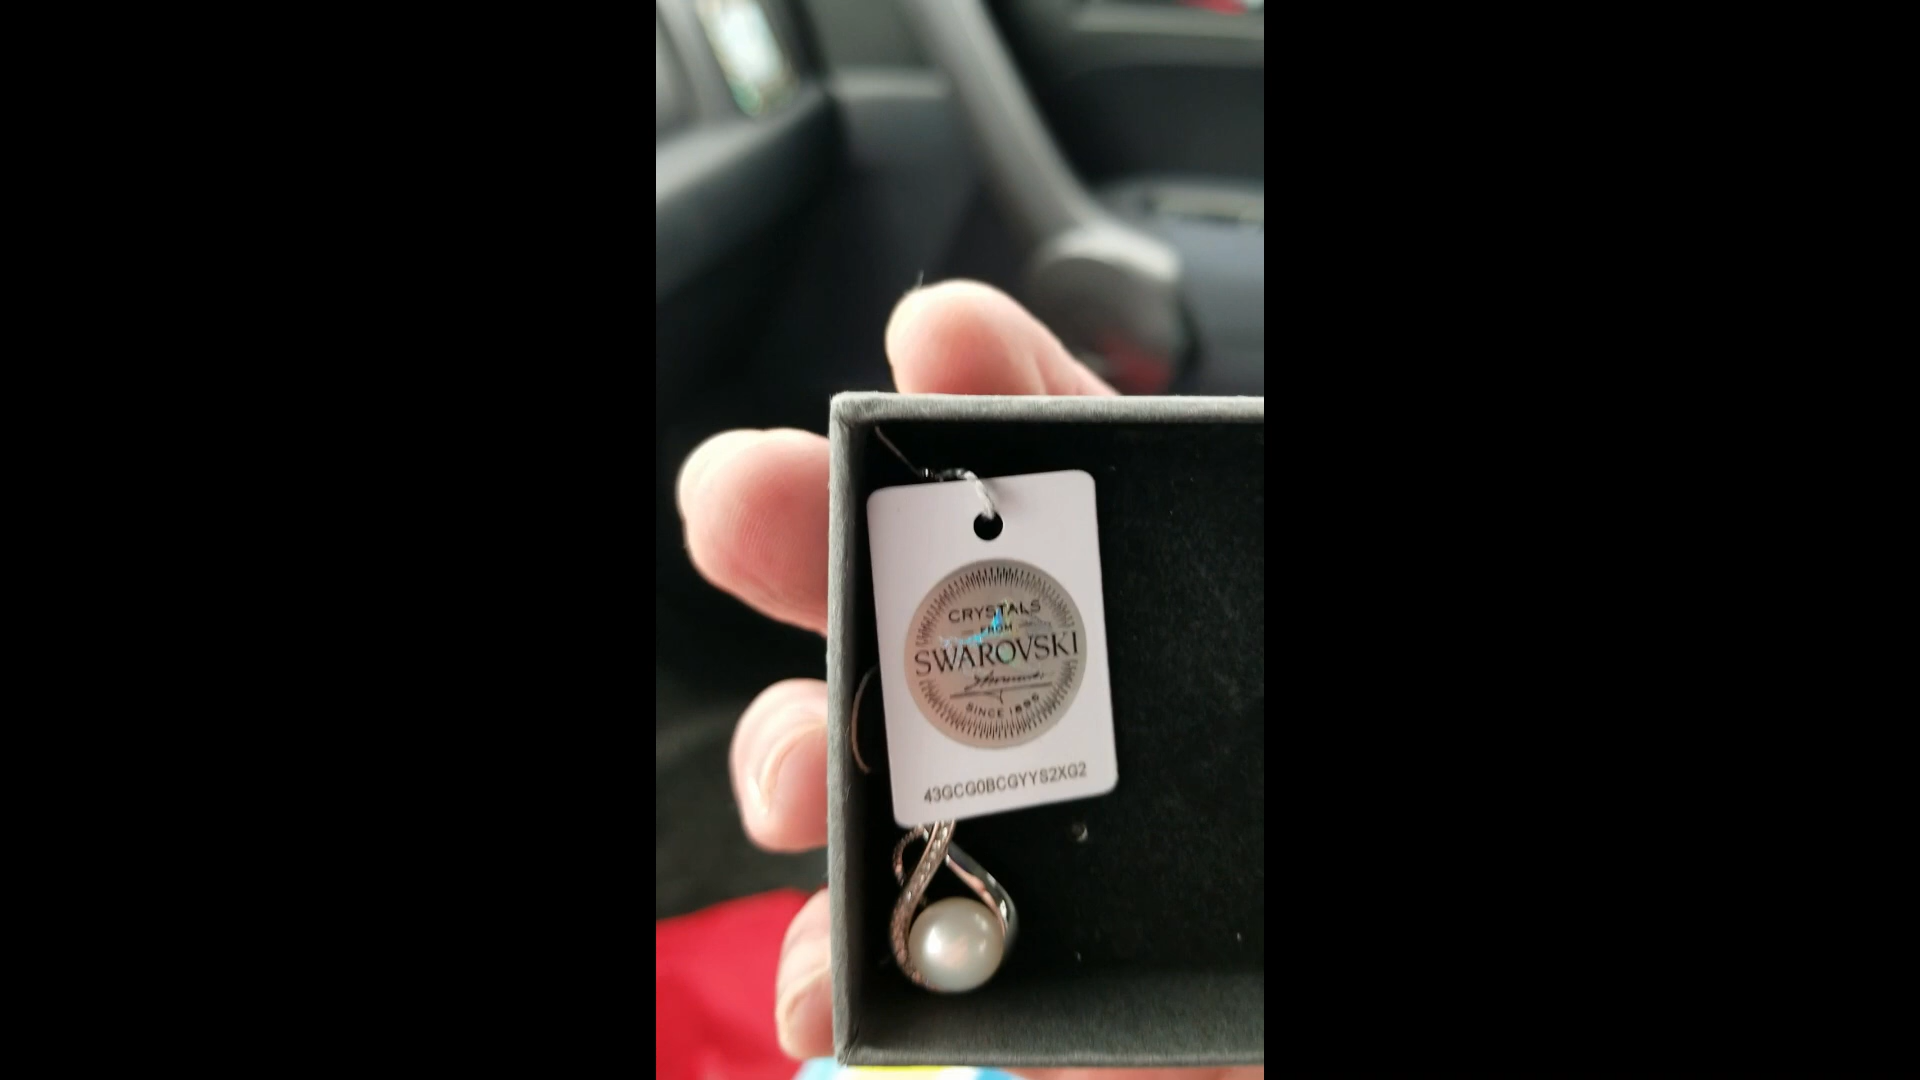 CRYSTALS
FROM
SWAROVSKI
SINCE 1895
43GCG0BCGYYS2XG2